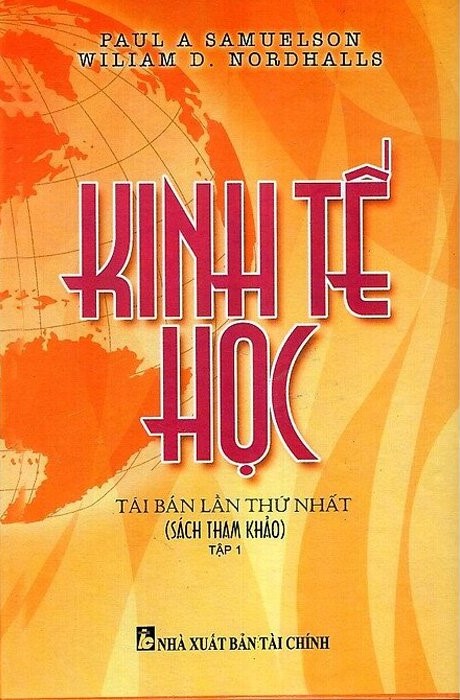 PAUL A SAMUELSON
WILIAM D. NORDHALLS
KINH TẾ
HỌC
TÁI BẢN LẦN THỨ NHẤT
(SÁCH THAM KHẢO)
TẬP 1
NHÀ XUẤT BẢN TÀI CHÍNH